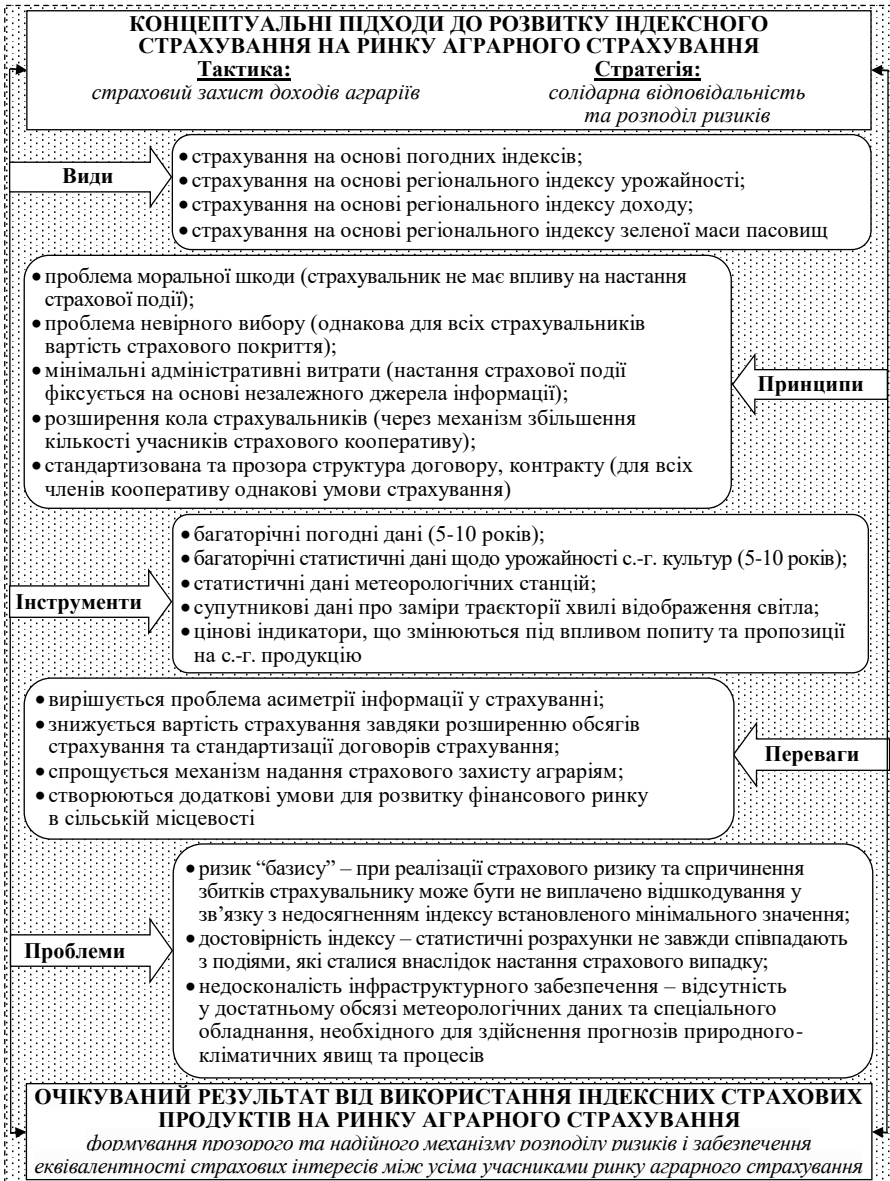 КОНЦЕПТУАЛЬНІ ПІДХОДИ ДО РОЗВИТКУ ІНДЕКСНОГО
СТРАХУВАННЯ НА РИНКУ АГРАРНОГО СТРАХУВАННЯ
Тактика:
страховий захист доходів аграріїв
Стратегія:
солідарна відповідальність
та розподіл ризиків
Види
• страхування на основі погодних індексів;
• страхування на основі регіонального індексу урожайності;
• страхування на основі регіонального індексу доходу;
• страхування на основі регіонального індексу зеленої маси пасовищ
• проблема моральної шкоди (страхувальник не має впливу на настання
страхової події);
• проблема невірного вибору (однакова для всіх страхувальників
вартість страхового покриття);
• мінімальні адміністративні витрати (настання страхової події
фіксується на основі незалежного джерела інформації);
• розширення кола страхувальників (через механізм збільшення
кількості учасників страхового кооперативу);
• стандартизована та прозора структура договору, контракту (для всіх
членів кооперативу однакові умови страхування)
Принципи
Інструменти
• багаторічні погодні дані (5-10 років);
• багаторічні статистичні дані щодо урожайності с.-г. культур (5-10 років);
• статистичні дані метеорологічних станцій;
• супутникові дані про заміри траєкторії хвилі відображення світла;
• цінові індикатори, що змінюються під впливом попиту та пропозиції
на с.-г. продукцію
• вирішується проблема асиметрії інформації у страхуванні;
• знижується вартість страхування завдяки розширенню обсягів
страхування та стандартизації договорів страхування;
• спрощується механізм надання страхового захисту аграріям;
• створюються додаткові умови для розвитку фінансового ринку
в сільській місцевості
Переваги
Проблеми
• ризик “базису” – при реалізації страхового ризику та спричинення
збитків страхувальнику може бути не виплачено відшкодування у
зв’язку з недосягненням індексу встановленого мінімального значення;
• достовірність індексу – статистичні розрахунки не завжди співпадають
з подіями, які сталися внаслідок настання страхового випадку;
• недосконалість інфраструктурного забезпечення – відсутність
у достатньому обсязі метеорологічних даних та спеціального
обладнання, необхідного для здійснення прогнозів природного-
кліматичних явищ та процесів
ОЧІКУВАНИЙ РЕЗУЛЬТАТ ВІД ВИКОРИСТАННЯ ІНДЕКСНИХ СТРАХОВИХ
ПРОДУКТІВ НА РИНКУ АГРАРНОГО СТРАХУВАННЯ
формування прозорого та надійного механізму розподілу ризиків і забезпечення
еквівалентності страхових інтересів між усіма учасниками ринку аграрного страхування